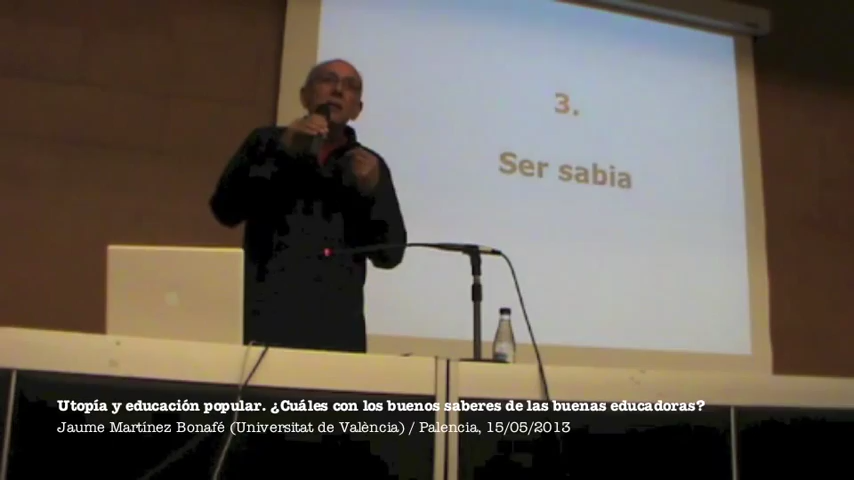 3.
Ser sabia
Utopía y educación popular. ¿Cuáles con los buenos saberes de las buenas educadoras?
Jaume Martínez Bonafé (Universitat de València) / Palencia, 15/05/2013